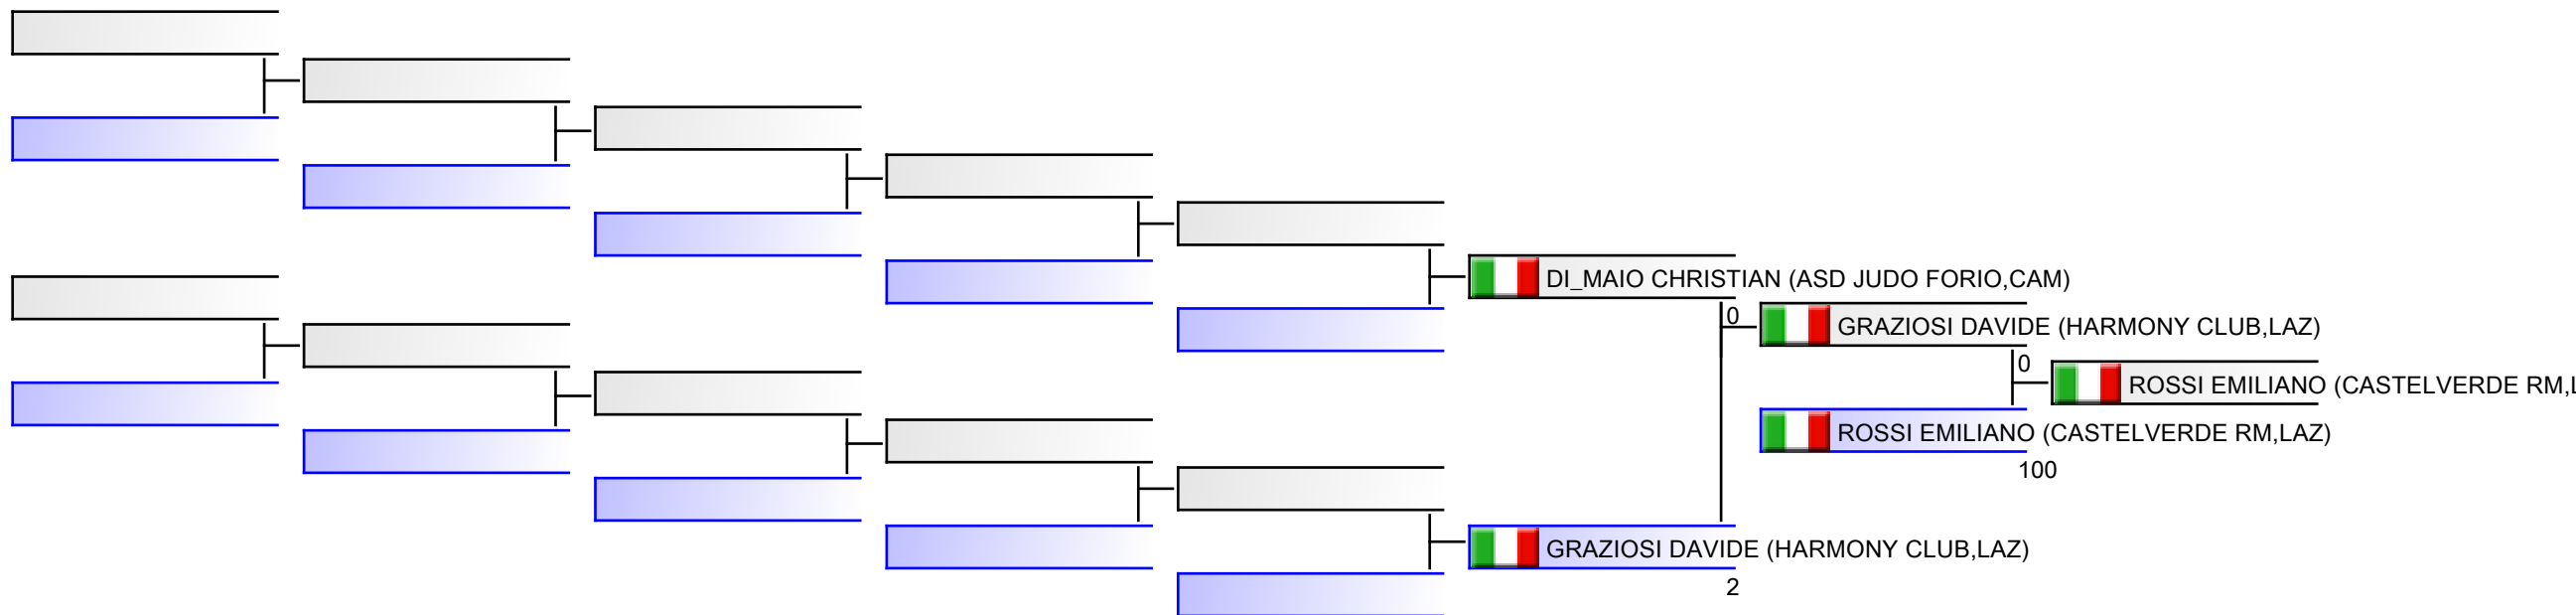 DI_MAIO CHRISTIAN (ASD JUDO FORIO,CAM)
0
GRAZIOSI DAVIDE (HARMONY CLUB,LAZ)
0
ROSSI EMILIANO (CASTELVERDE RM,
ROSSI EMILIANO (CASTELVERDE RM,LAZ)
100
GRAZIOSI DAVIDE (HARMONY CLUB,LAZ)
2